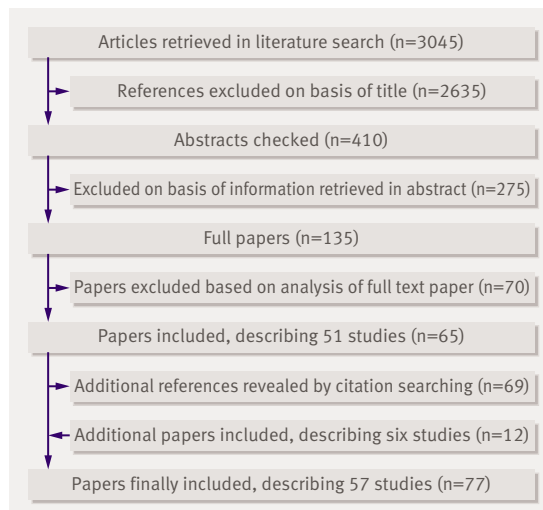 Articles retrieved in literature search (n=3045)
References excluded on basis of title (n=2635)
Abstracts checked (n=410)
Excluded on basis of information retrieved in abstract (n=275)
Full papers (n=135)
Papers excluded based on analysis of full text paper (n=70)
Papers included, describing 51 studies (n=65)
Additional references revealed by citation searching (n=69)
Additional papers included, describing six studies (n=12)
Papers finally included, describing 57 studies (n=77)